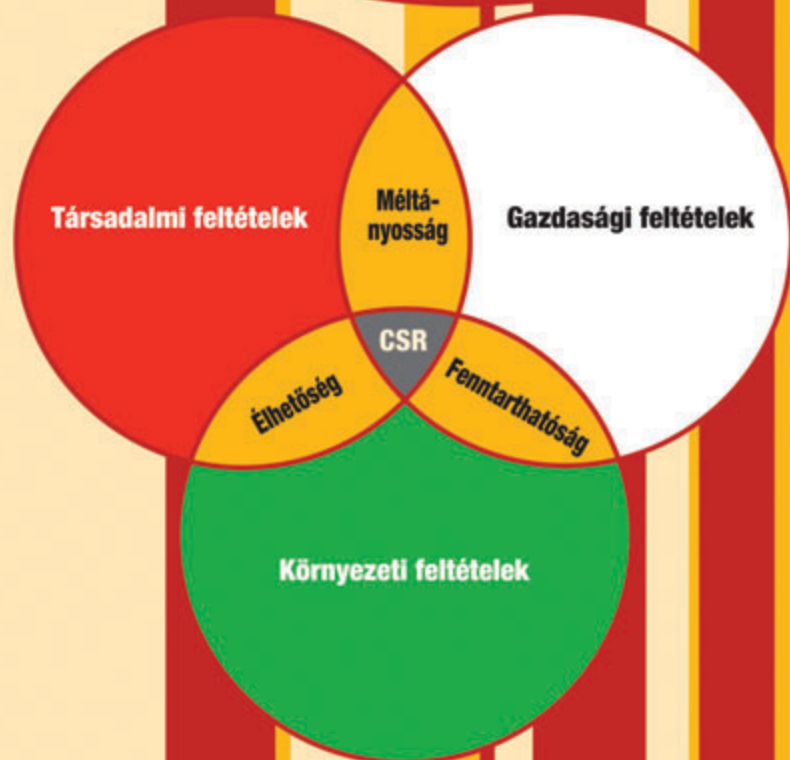 Társadalmi feltételek
Méltá-
nyosság
Gazdasági feltételek
CSR
Élhetőség
Fenntarthatóság
Környezeti feltételek